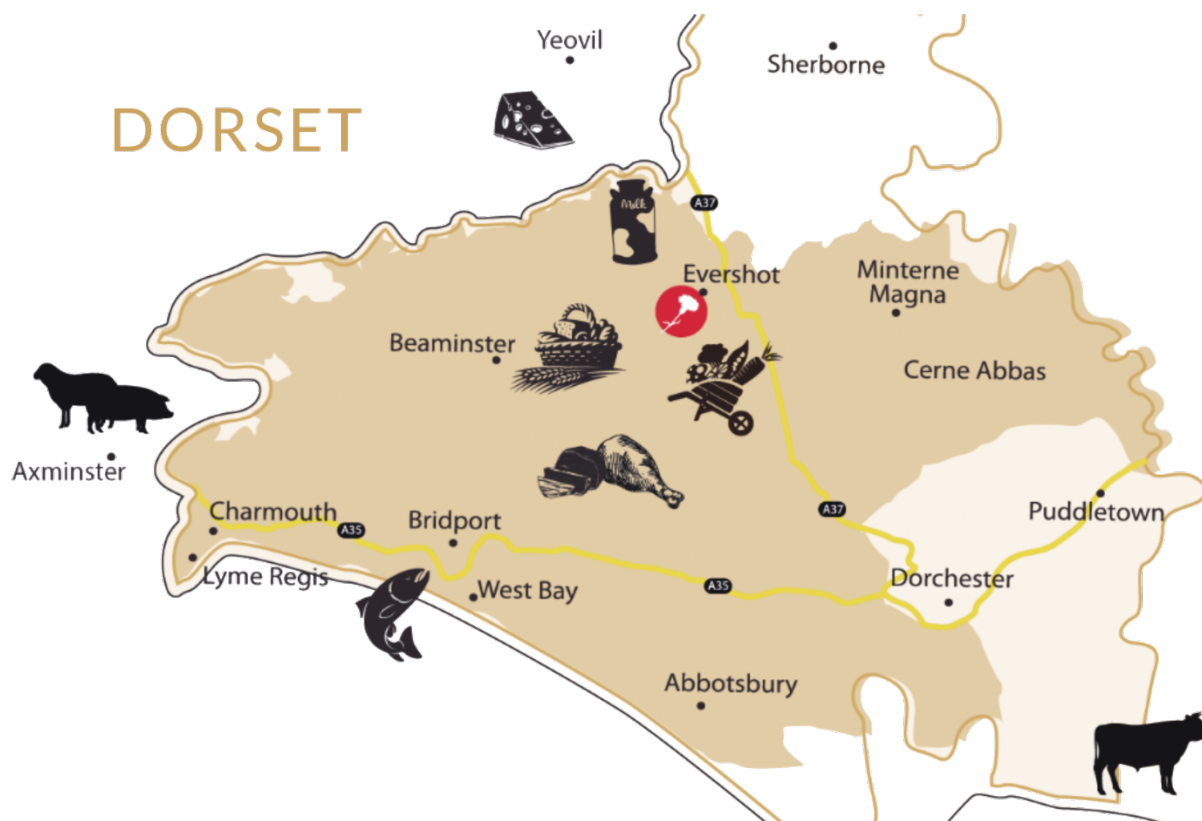 Yeovil
Sherborne
DORSET
Milk
A37
Evershot
Minterne
Magna
Beaminster
Cerne Abbas
Axminster
Charmouth
A35
Bridport
A37
Puddletown
Lyme Regis
West Bay
A35
Dorchester
Abbotsbury